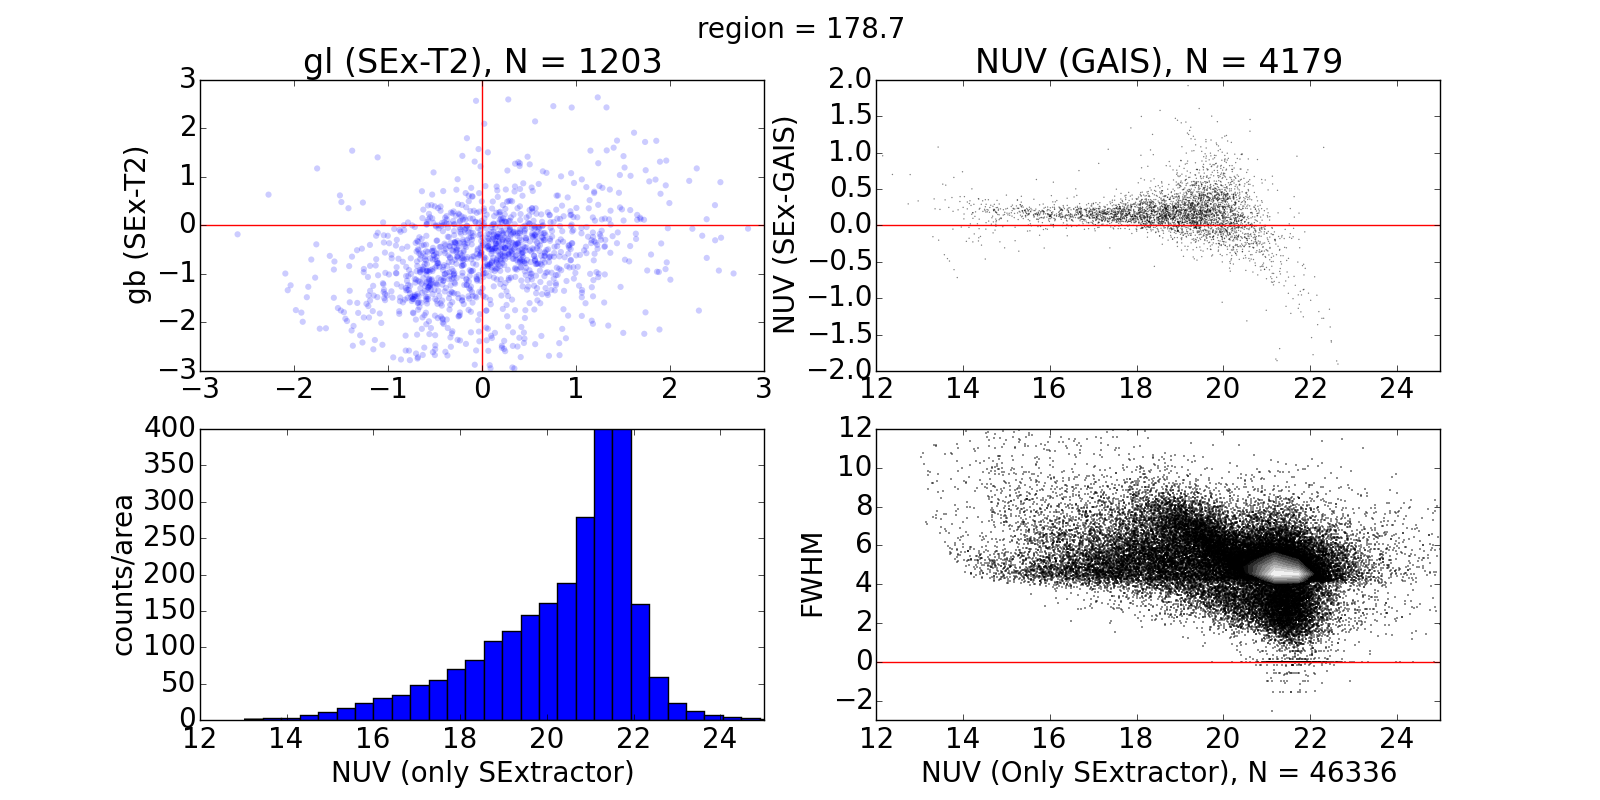 region = 178.7
gl (SEx-T2), N = 1203
NUV (GAIS), N = 4179
gb (SEx-T2)
3
2
1
0
−1
−2
−3
−3 −2 −1 0 1 2 3
NUV (SEx-GAIS)
2.0
1.5
1.0
0.5
0.0
−0.5
−1.0
−1.5
−2.0
12 14 16 18 20 22 24
counts/area
400
350
300
250
200
150
100
50
0
12 14 16 18 20 22 24
NUV (only SExtractor)
FWHM
12
10
8
6
4
2
0
−2
12 14 16 18 20 22 24
NUV (Only SExtractor), N = 46336